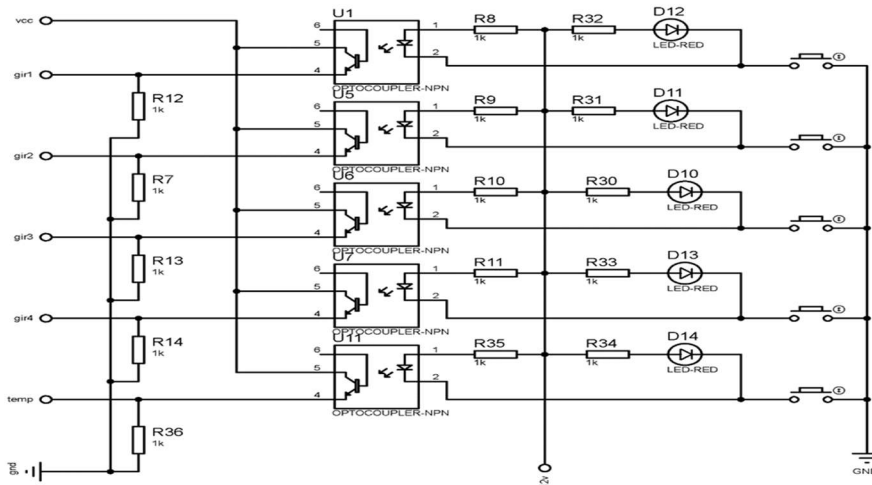 vcc
gir1
gir2
gir3
gir4
temp
gnd
R12
1k
R7
1k
R13
1k
R14
1k
R36
1k
U1
6
5
4
1
2
OPTOCOUPLER-NPN
R8
1k
R32
1k
D12
LED-RED
U5
6
5
4
1
2
OPTOCOUPLER-NPN
R9
1k
R31
1k
D11
LED-RED
U6
6
5
4
1
2
OPTOCOUPLER-NPN
R10
1k
R30
1k
D10
LED-RED
U7
6
5
4
1
2
OPTOCOUPLER-NPN
R11
1k
R33
1k
D13
LED-RED
U11
6
5
4
1
2
OPTOCOUPLER-NPN
R35
1k
R34
1k
D14
LED-RED
GND